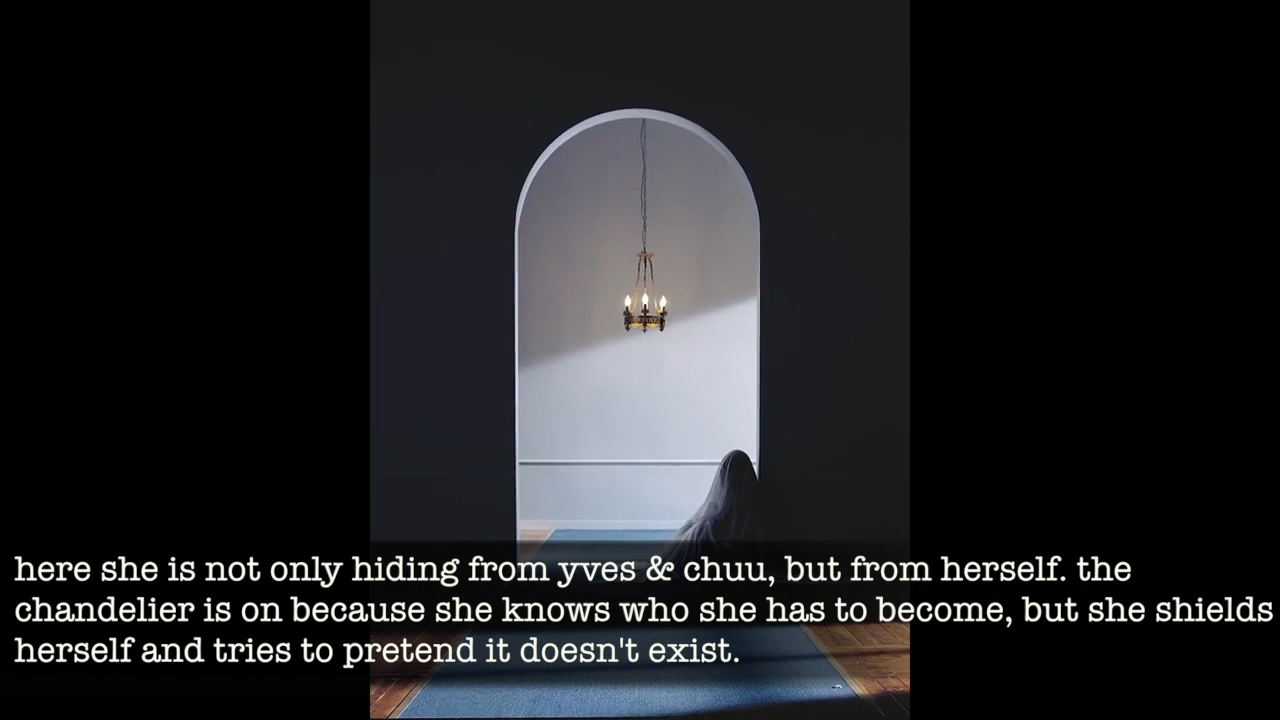 here she is not only hiding from yves & chuu, but from herself. the
chandelier is on because she knows who she has to become, but she shields
herself and tries to pretend it doesn't exist.